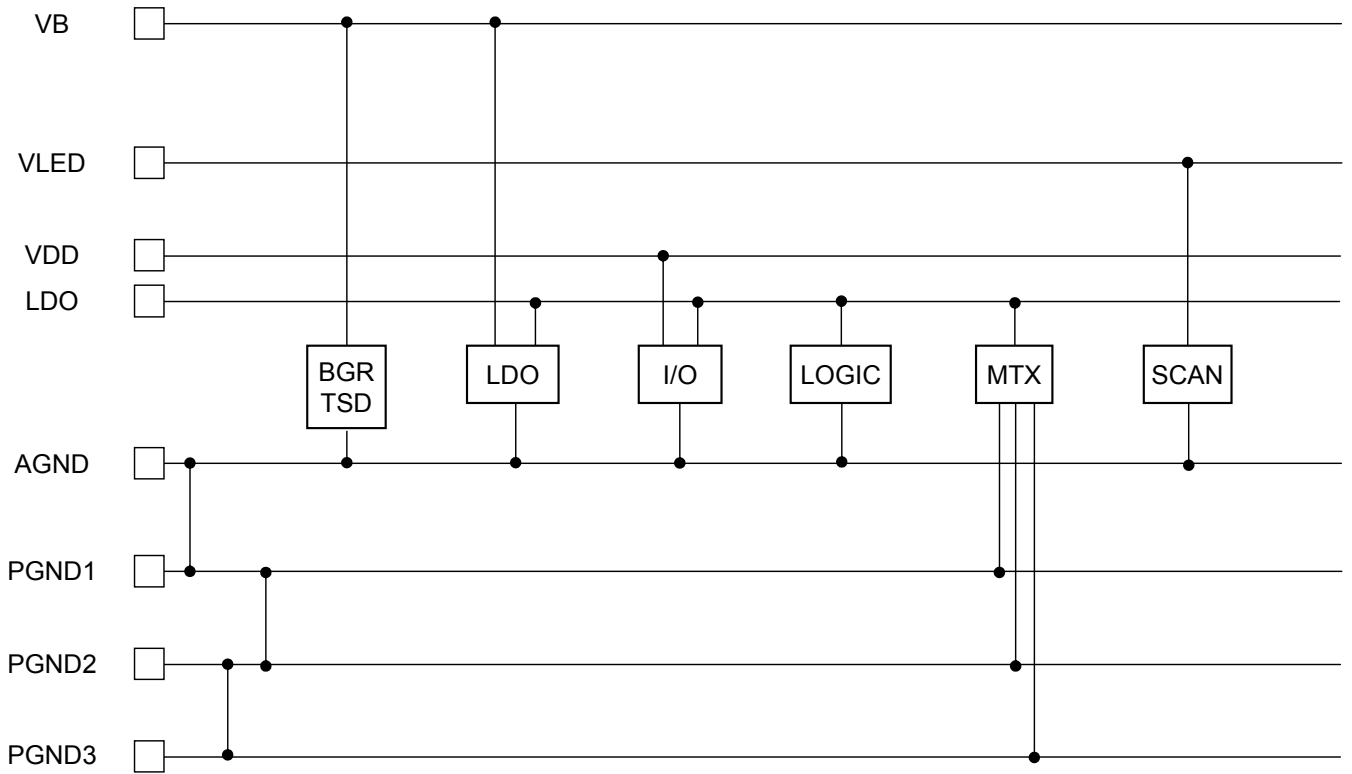 VB
VLED
VDD
LDO
BGR
TSD
LDO
I/O
LOGIC
MTX
SCAN
AGND
PGND1
PGND2
PGND3